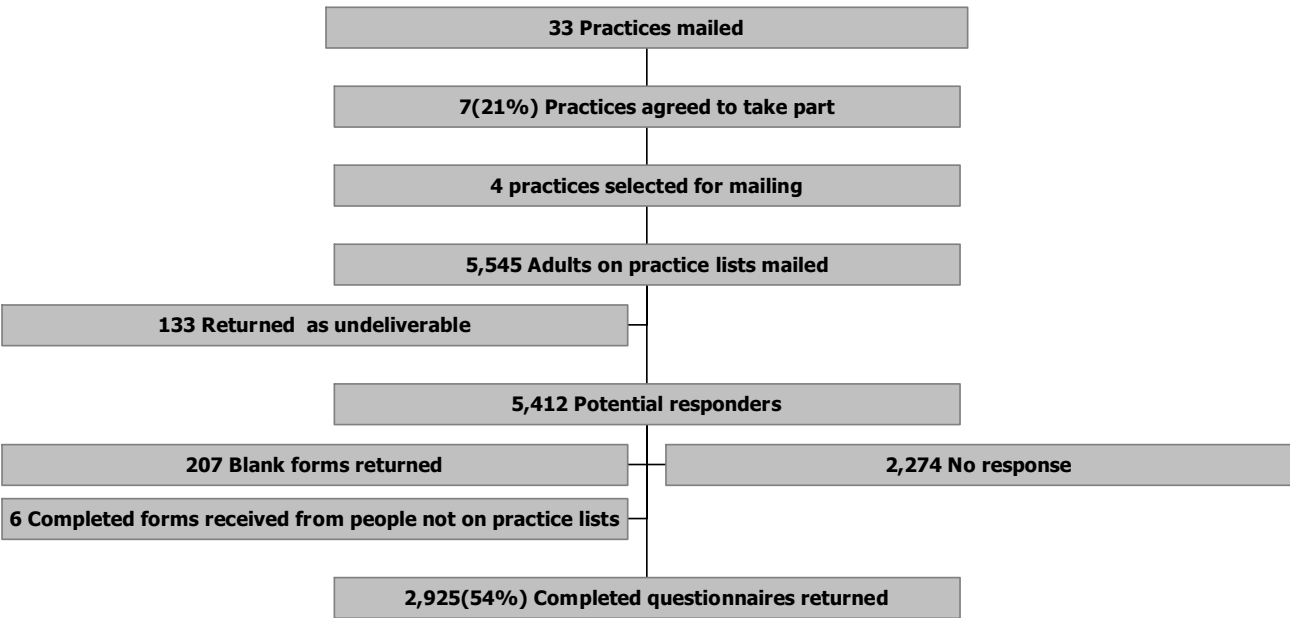 33 Practices mailed
7(21%) Practices agreed to take part
4 practices selected for mailing
5,545 Adults on practice lists mailed
133 Returned  as undeliverable
5,412 Potential responders
207 Blank forms returned
2,274 No response
6 Completed forms received from people not on practice lists
2,925(54%) Completed questionnaires returned